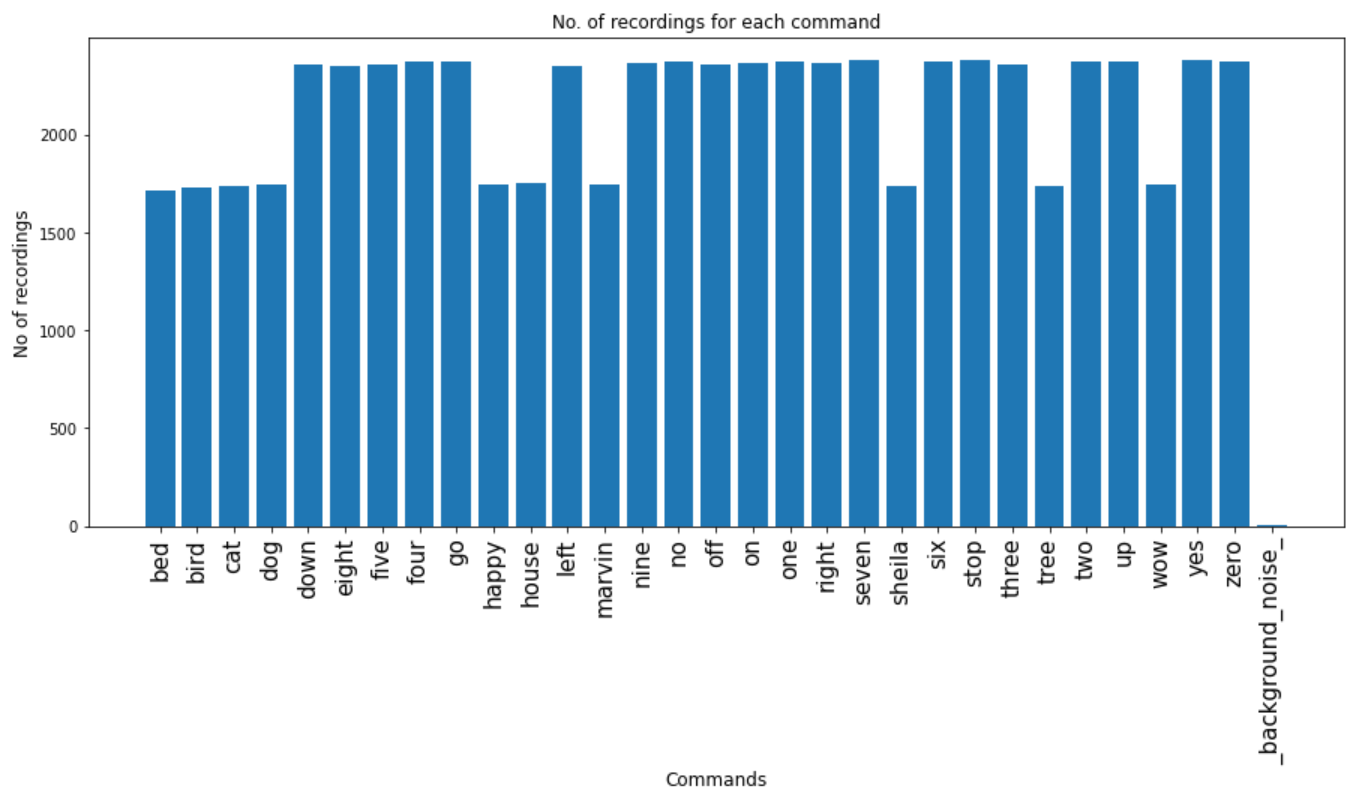 No. of recordings for each command
No of recordings
2000
1500
1000
500
0
bed
bird
cat
dog
down
eight
five
four
go
happy
house
left
marvin
nine
no
off
on
one
right
seven
sheila
six
stop
three
tree
two
up
wow
yes
zero
_background_noise_
Commands